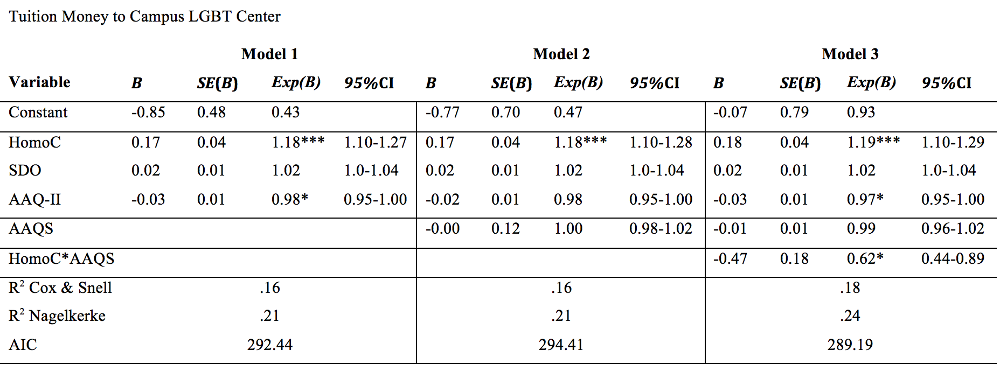 Tuition Money to Campus LGBT Center
Model 1 Model 2 Model 3
Variable B SE(B) Exp(B) 95%CI B SE(B) Exp(B) 95%CI B SE(B) Exp(B) 95%CI
Constant -0.85 0.48 0.43 -0.77 0.70 0.47 -0.07 0.79 0.93
HomoC 0.17 0.04 1.18*** 1.10-1.27 0.17 0.04 1.18*** 1.10-1.28 0.18 0.04 1.19*** 1.10-1.29
SDO 0.02 0.01 1.02 1.0-1.04 0.02 0.01 1.02 1.0-1.04 0.02 0.01 1.02 1.0-1.04
AAQ-II -0.03 0.01 0.98* 0.95-1.00 -0.02 0.01 0.98 0.95-1.00 -0.03 0.01 0.97* 0.95-1.00
AAQS -0.00 0.12 1.00 0.98-1.02 -0.01 0.01 0.99 0.96-1.02
HomoC*AAQS -0.47 0.18 0.62* 0.44-0.89
R² Cox & Snell .16 .16 .18
R² Nagelkerke .21 .21 .24
AIC 292.44 294.41 289.19